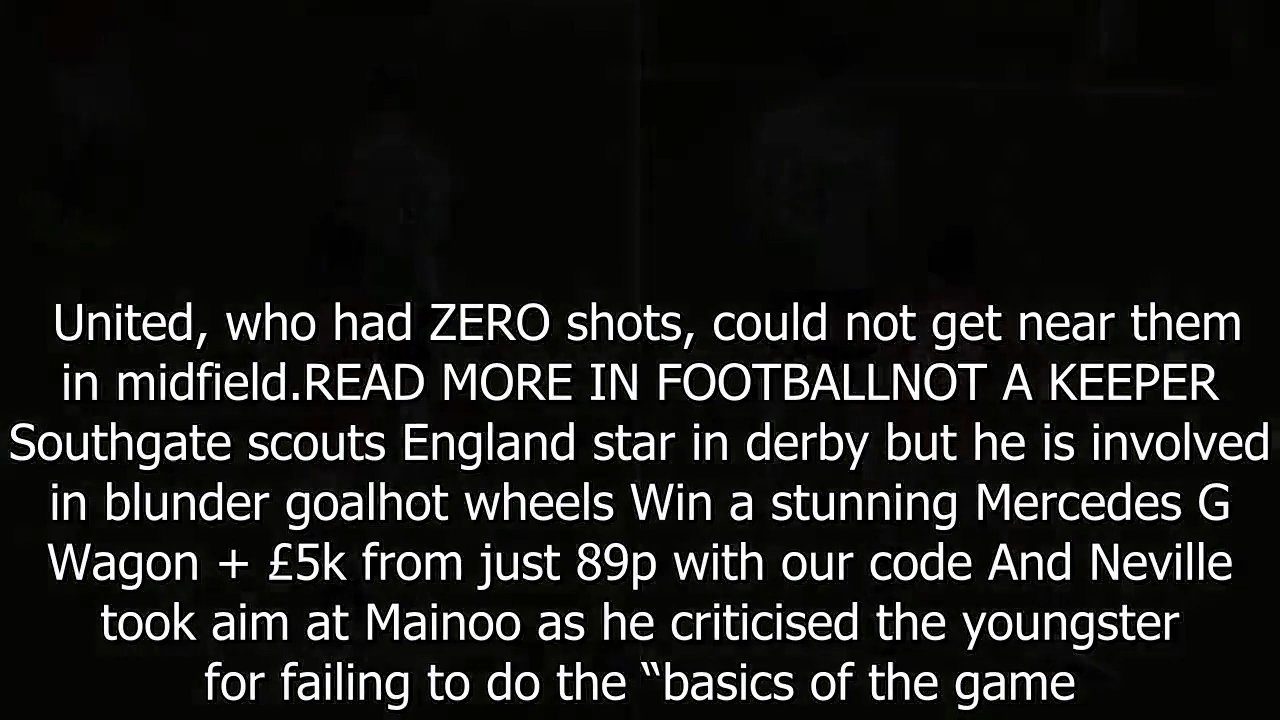 United, who had ZERO shots, could not get near them
in midfield.READ MORE IN FOOTBALLNOT A KEEPER
Southgate scouts England star in derby but he is involved
in blunder goalhot wheels Win a stunning Mercedes G
Wagon + £5k from just 89p with our code And Neville
took aim at Mainoo as he criticised the youngster
for failing to do the “basics of the game